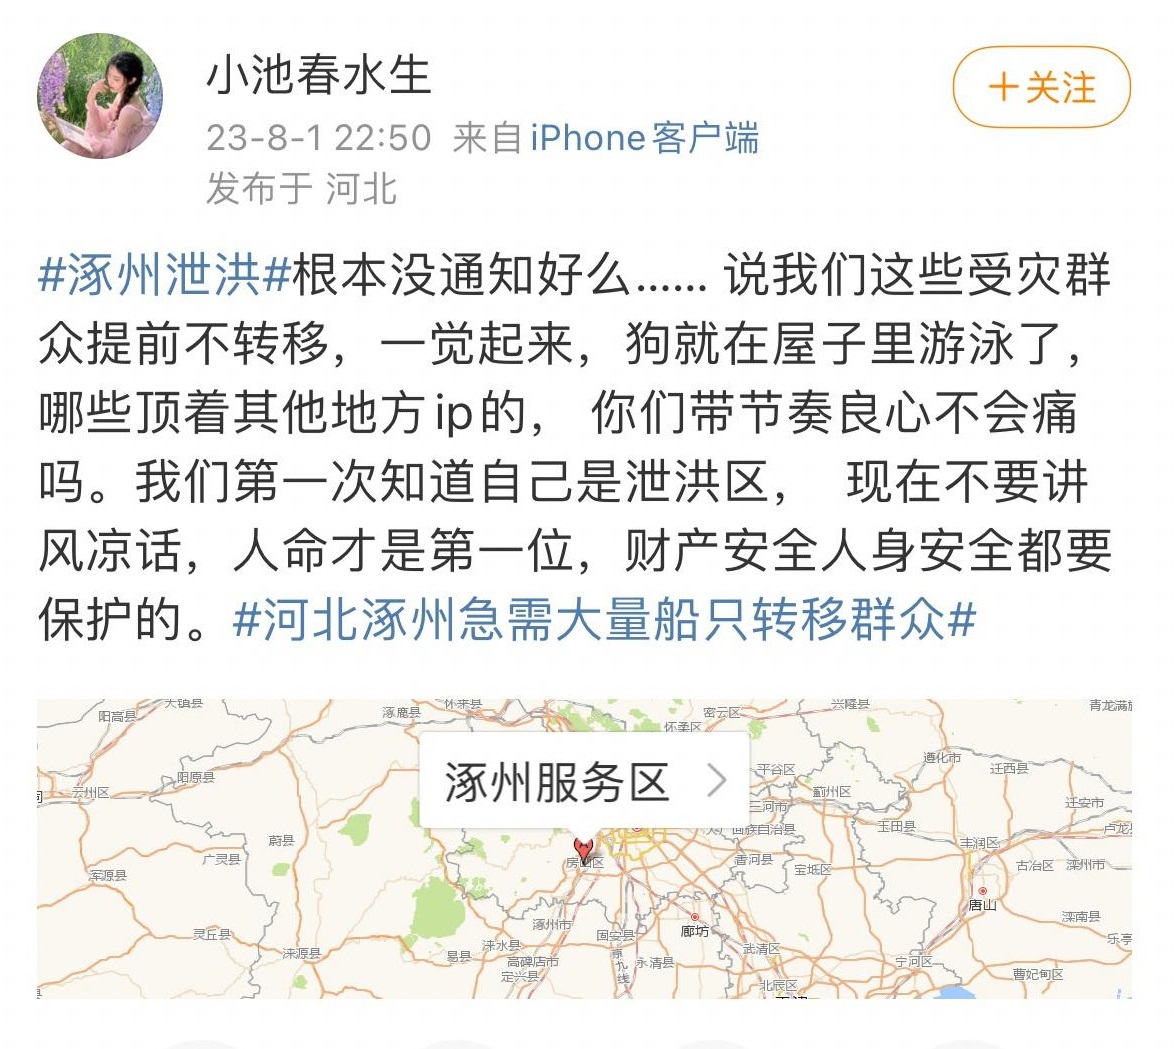 小池春水生
+关注
23-8-1 22:50 来自 iPhone客户端
发布于 河北
#涿州泄洪#根本没通知好么...... 说我们这些受灾群
众提前不转移，一觉起来，狗就在屋子里游泳了，
哪些顶着其他地方ip的， 你们带节奏良心不会痛
吗。我们第一次知道自己是泄洪区， 现在不要讲
风凉话，人命才是第一位，财产安全人身安全都要
保护的。#河北涿州急需大量船只转移群众#
天镇县
怀来县
兴隆县
阳高县
涿鹿县
密云区
怀柔区
遵化市
迁西县
阳原县
涿州服务区
平谷区
云州区
蓟州区
三河市
迁安市
玉田县
蔚县
丰润区
广灵县
房山区
香河县
宝坻区
古冶区
滦州市
浑源县
唐山
滦南县
涿州市
廊坊
灵丘县
固安县
涞源县
涞水县
武清区
易县
高碑店市
京九线
永清县
宁河区
定兴县
曹妃甸区
北辰区